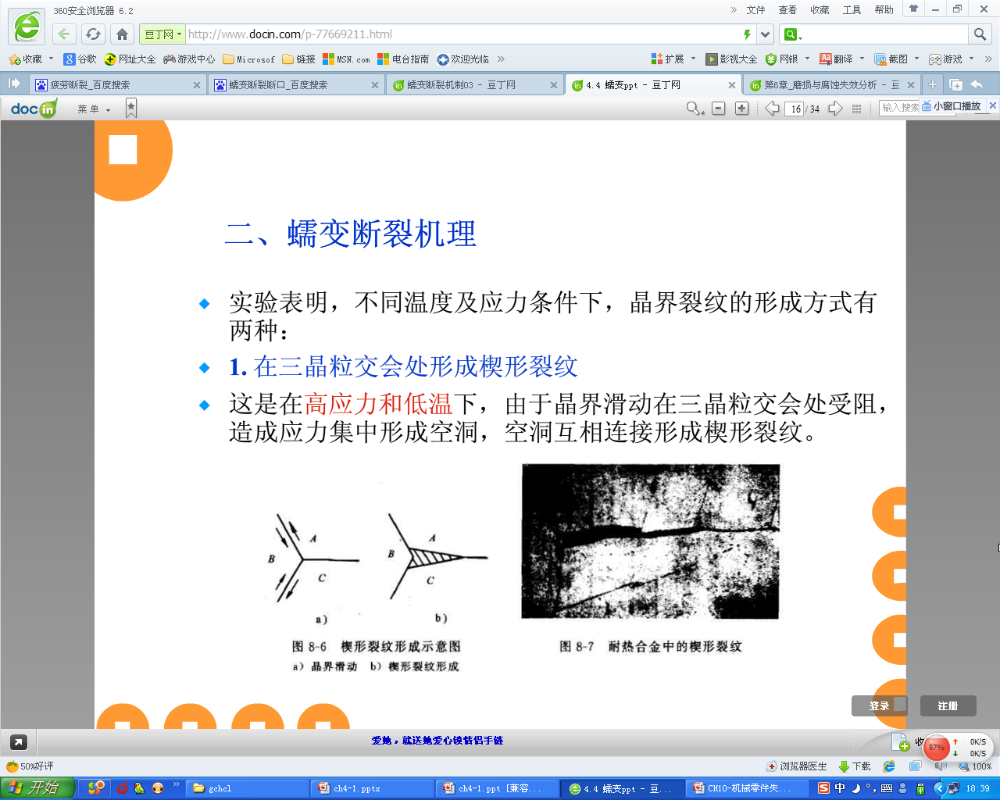 360安全浏览器 6.2
» 文件 查看 收藏 工具 帮助
豆丁网 http://www.docin.com/p-77669211.html
收藏 谷歌 网址大全 游戏中心 Microsof 链接 MSN.com 电台指南 欢迎光临 » 扩展 影视大全 网银 翻译 截图 游戏 »
疲劳断裂_百度搜索 蠕变断裂断口_百度搜索 蠕变断裂机制03 - 豆丁网 4.4 蠕变ppt - 豆丁网 第6章_磨损与腐蚀失效分析 - 豆
docin 菜单 16 / 34 输入搜索 小窗口播放
二、蠕变断裂机理
实验表明，不同温度及应力条件下，晶界裂纹的形成方式有
两种：
1. 在三晶粒交会处形成楔形裂纹
这是在高应力和低温下，由于晶界滑动在三晶粒交会处受阻，
造成应力集中形成空洞，空洞互相连接形成楔形裂纹。
A
B
C
a)
A
B
C
b)
图 8-6 楔形裂纹形成示意图
a）晶界滑动 b）楔形裂纹形成
图 8-7 耐热合金中的楔形裂纹
登录 注册
爱她，就送她爱心锁情侣手链
收
87% 0K/S
0K/S
50%好评 浏览器医生 下载 100%
开始 » gchcl ch4-1.pptx ch4-1.ppt [兼容... 4.4 蠕变ppt - 豆... CH10-机械零件失... 中 18:39